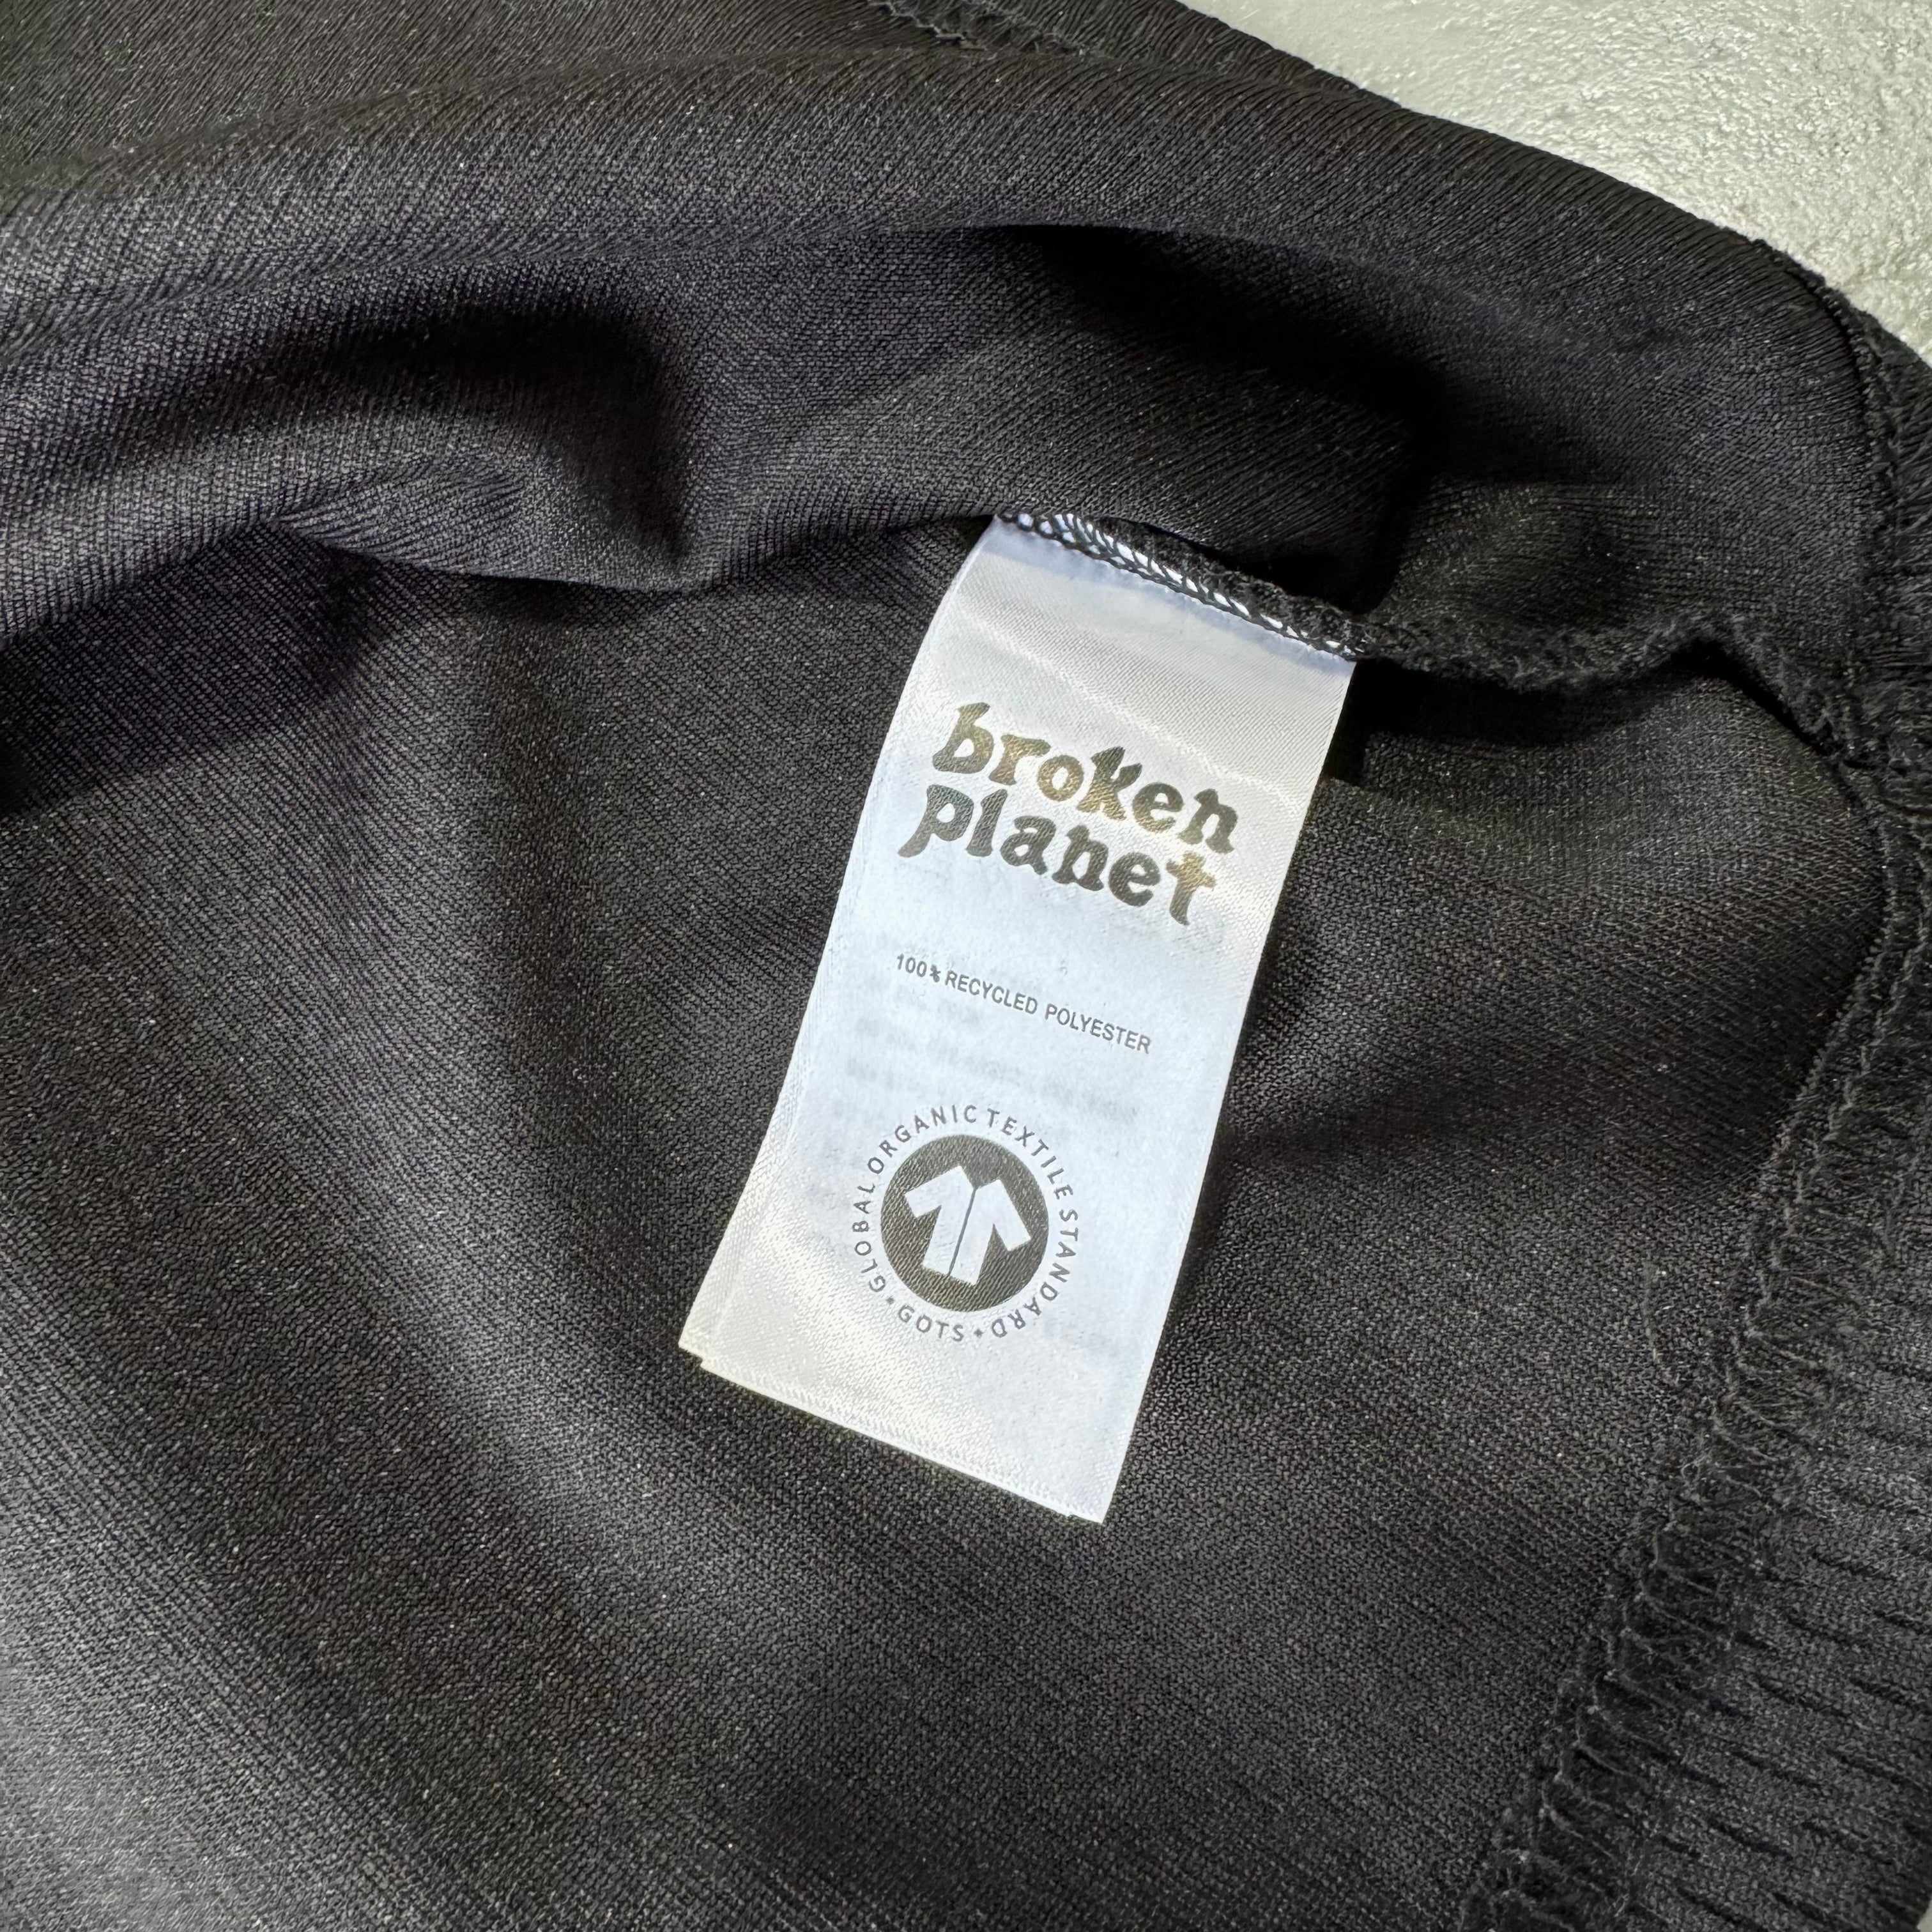 broken
planet
100% RECYCLED POLYESTER
GLOBAL ORGANIC TEXTILE STANDARD • GOTS •